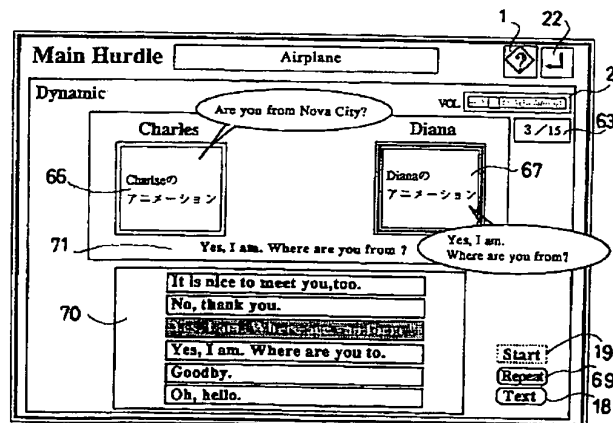 1
22
Main Hurdle
Airplane
?
Dynamic
VOL
2
Are you from Nova City?
3/15
63
Charles
Diana
66
Charlseの
アニメーション
Dianaの
アニメーション
67
71
Yes, I am. Where are you from ?
Yes, I am.
Where are you from?
70
It is nice to meet you,too.
No, thank you.
Yes, I am. Where are you to.
Goodby.
Oh, hello.
Start
19
Repeat
69
Text
18